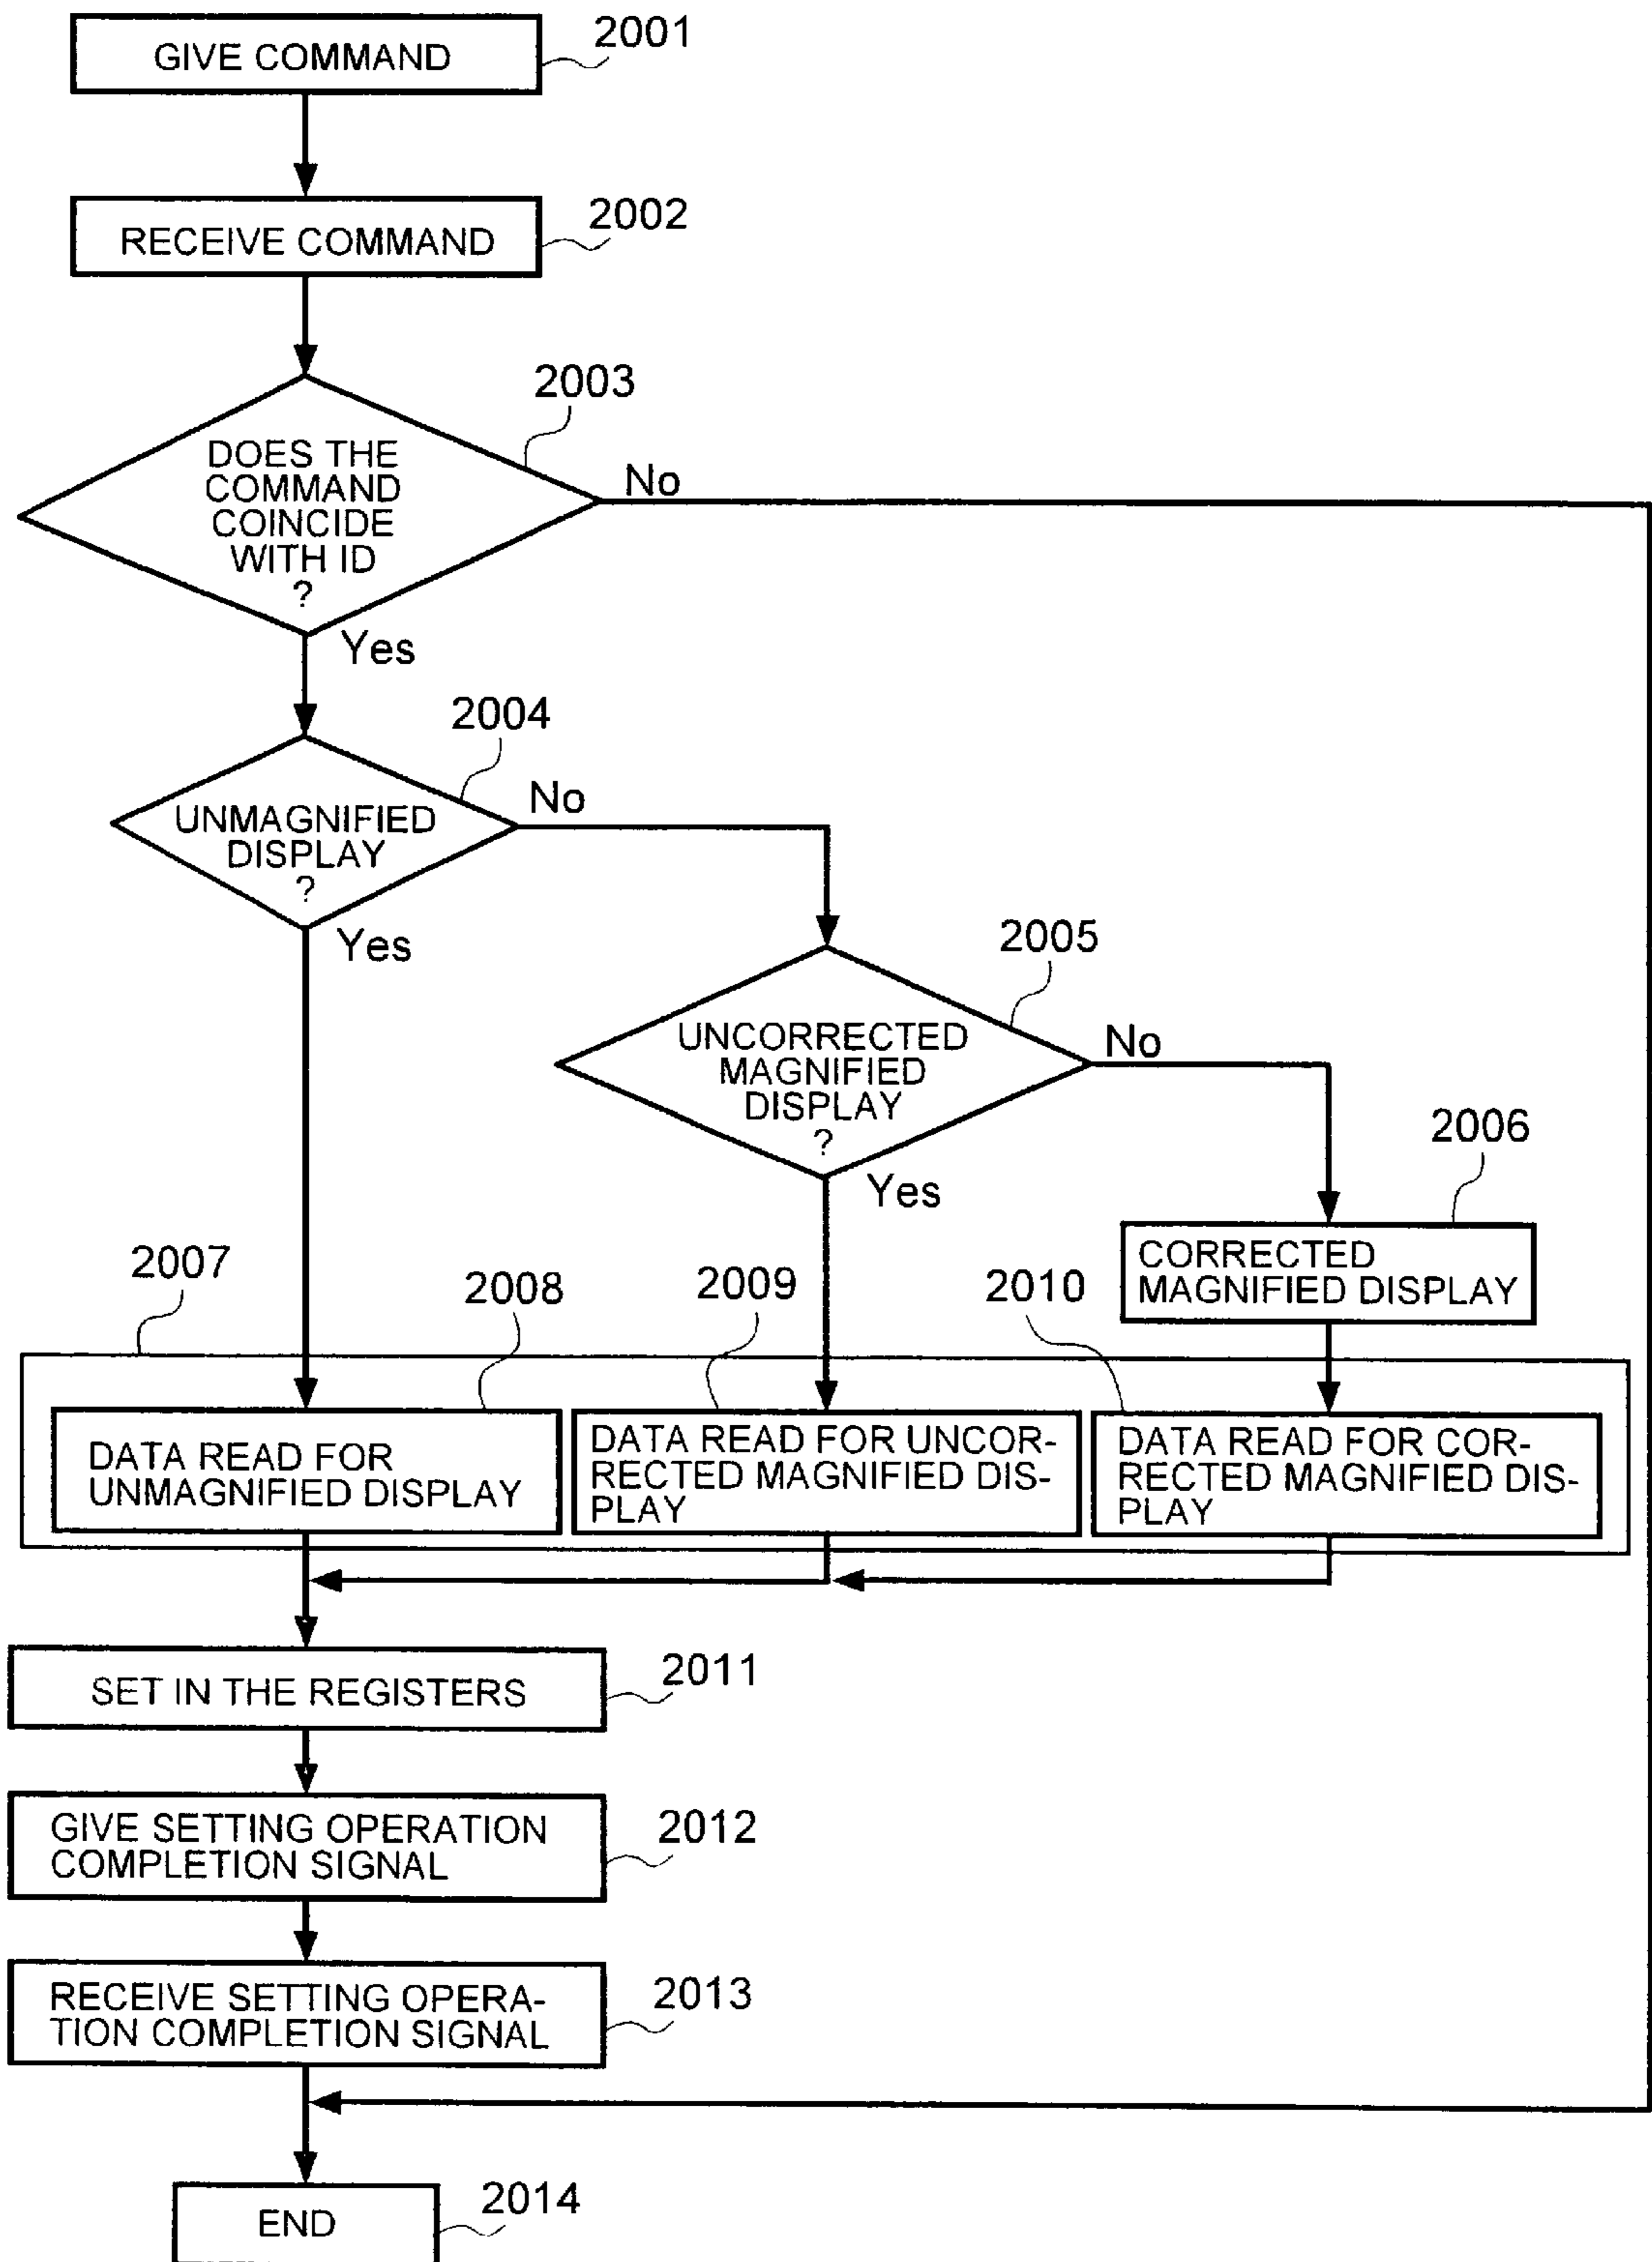 GIVE COMMAND
2001
RECEIVE COMMAND
2002
2003
DOES THE
COMMAND
COINCIDE
WITH ID
?
No
Yes
2004
UNMAGNIFIED
DISPLAY
?
No
Yes
2005
UNCORRECTED
MAGNIFIED
DISPLAY
?
No
Yes
2006
CORRECTED
MAGNIFIED DISPLAY
2007
2008
2009
2010
DATA READ FOR
UNMAGNIFIED DISPLAY
DATA READ FOR UNCOR-
RECTED MAGNIFIED DIS-
PLAY
DATA READ FOR COR-
RECTED MAGNIFIED DIS-
PLAY
SET IN THE REGISTERS
2011
GIVE SETTING OPERATION
COMPLETION SIGNAL
2012
RECEIVE SETTING OPERA-
TION COMPLETION SIGNAL
2013
END
2014